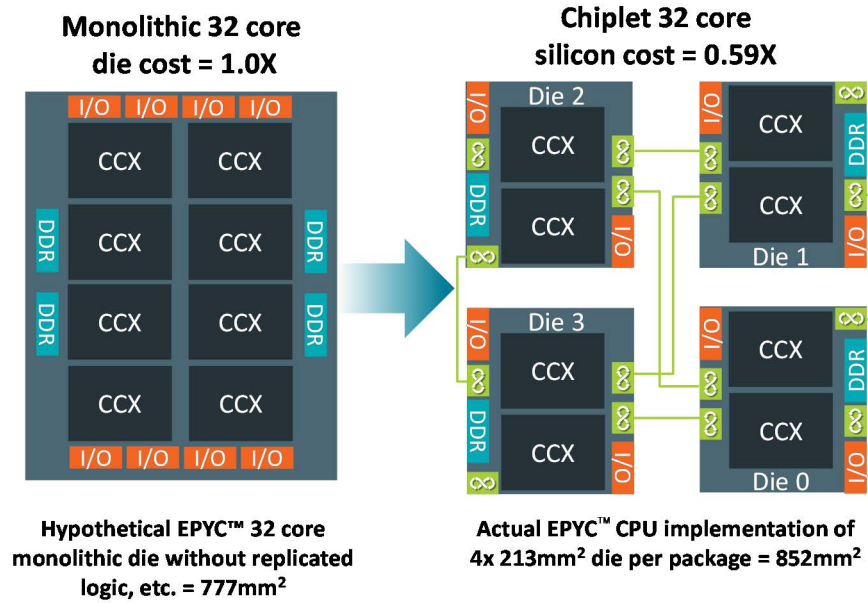 Monolithic 32 core
die cost = 1.0X
I/O I/O I/O I/O
CCX CCX
CCX CCX
DDR DDR
CCX CCX
DDR DDR
CCX CCX
I/O I/O I/O I/O
Hypothetical EPYC™ 32 core
monolithic die without replicated
logic, etc. = 777mm²
Chiplet 32 core
silicon cost = 0.59X
Die 2
I/O
∞
DDR
∞
CCX
CCX
∞
∞
I/O
I/O
∞
∞
CCX
CCX
Die 1
∞
DDR
∞
I/O
Die 3
I/O
∞
DDR
∞
CCX
CCX
∞
∞
I/O
I/O
∞
∞
CCX
CCX
Die 0
∞
DDR
∞
I/O
Actual EPYC™ CPU implementation of
4x 213mm² die per package = 852mm²